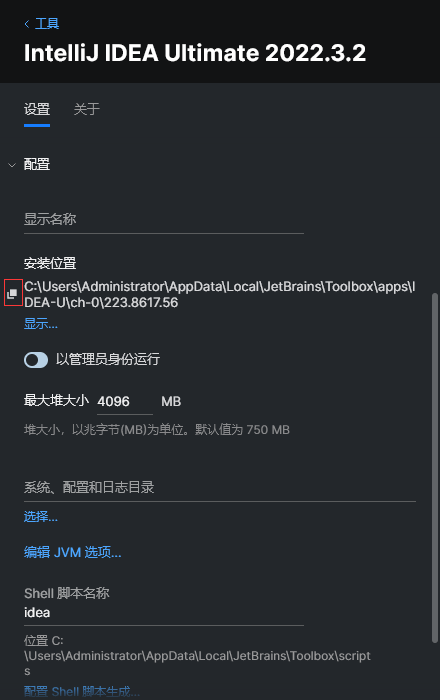 工具
IntelliJ IDEA Ultimate 2022.3.2
设置 关于
配置
显示名称
安装位置
C:\Users\Administrator\AppData\Local\JetBrains\Toolbox\apps\I
DEA-U\ch-0\223.8617.56
显示...
以管理员身份运行
最大堆大小 4096 MB
堆大小，以兆字节(MB)为单位。默认值为 750 MB
系统、配置和日志目录
选择...
编辑 JVM 选项...
Shell 脚本名称
idea
位置 C:
\Users\Administrator\AppData\Local\JetBrains\Toolbox\script
s
配置 Shell 脚本生成...